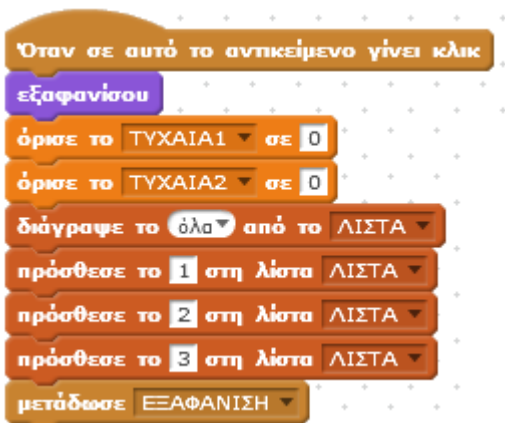 Όταν σε αυτό το αντικείμενο γίνει κλικ
εξαφανίσου
όρισε το ΤΥΧΑΙΑ1 σε 0
όρισε το ΤΥΧΑΙΑ2 σε 0
διάγραψε το όλα από το ΛΙΣΤΑ
πρόσθεσε το 1 στη λίστα ΛΙΣΤΑ
πρόσθεσε το 2 στη λίστα ΛΙΣΤΑ
πρόσθεσε το 3 στη λίστα ΛΙΣΤΑ
μετάδωσε ΕΞΑΦΑΝΙΣΗ